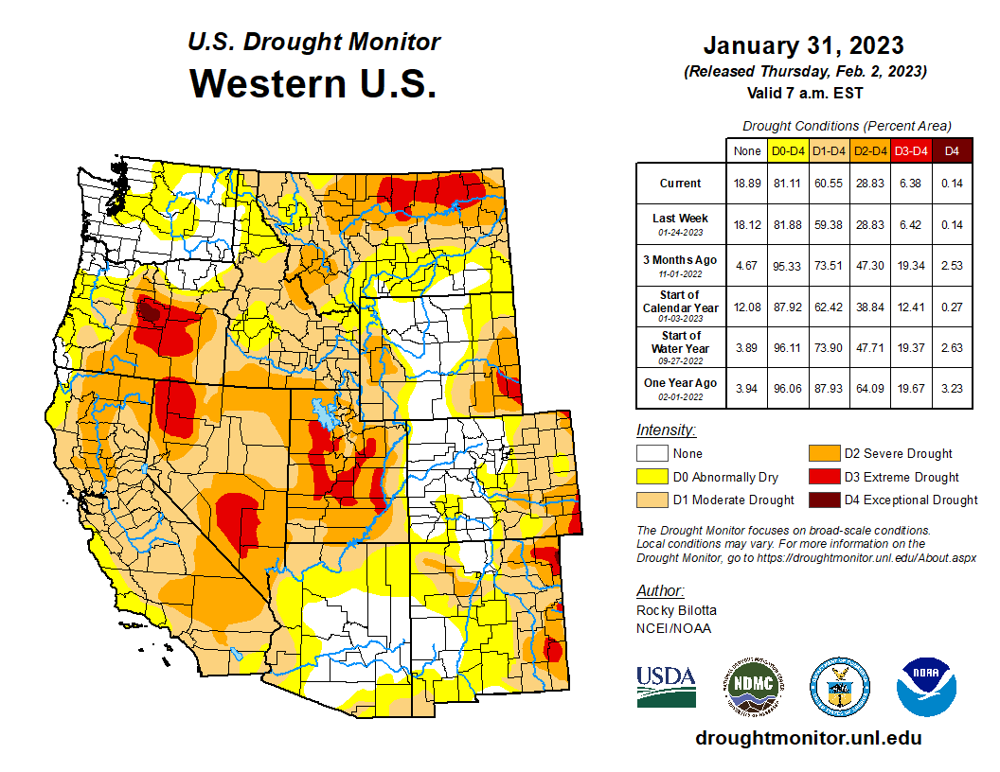 U.S. Drought Monitor
Western U.S.
January 31, 2023
(Released Thursday, Feb. 2, 2023)
Valid 7 a.m. EST
Drought Conditions (Percent Area)
None D0-D4 D1-D4 D2-D4 D3-D4 D4
Current 18.89 81.11 60.55 28.83 6.38 0.14
Last Week
01-24-2023 18.12 81.88 59.38 28.83 6.42 0.14
3 Months Ago
11-01-2022 4.67 95.33 73.51 47.30 19.34 2.53
Start of
Calendar Year
01-03-2023 12.08 87.92 62.42 38.84 12.41 0.27
Start of
Water Year
09-27-2022 3.89 96.11 73.90 47.71 19.37 2.63
One Year Ago
02-01-2022 3.94 96.06 87.93 64.09 19.67 3.23
Intensity:
None
D0 Abnormally Dry
D1 Moderate Drought
D2 Severe Drought
D3 Extreme Drought
D4 Exceptional Drought
The Drought Monitor focuses on broad-scale conditions.
Local conditions may vary. For more information on the
Drought Monitor, go to https://droughtmonitor.unl.edu/About.aspx
Author:
Rocky Bilotta
NCEI/NOAA
USDA
NDMC
NOAA
droughtmonitor.unl.edu